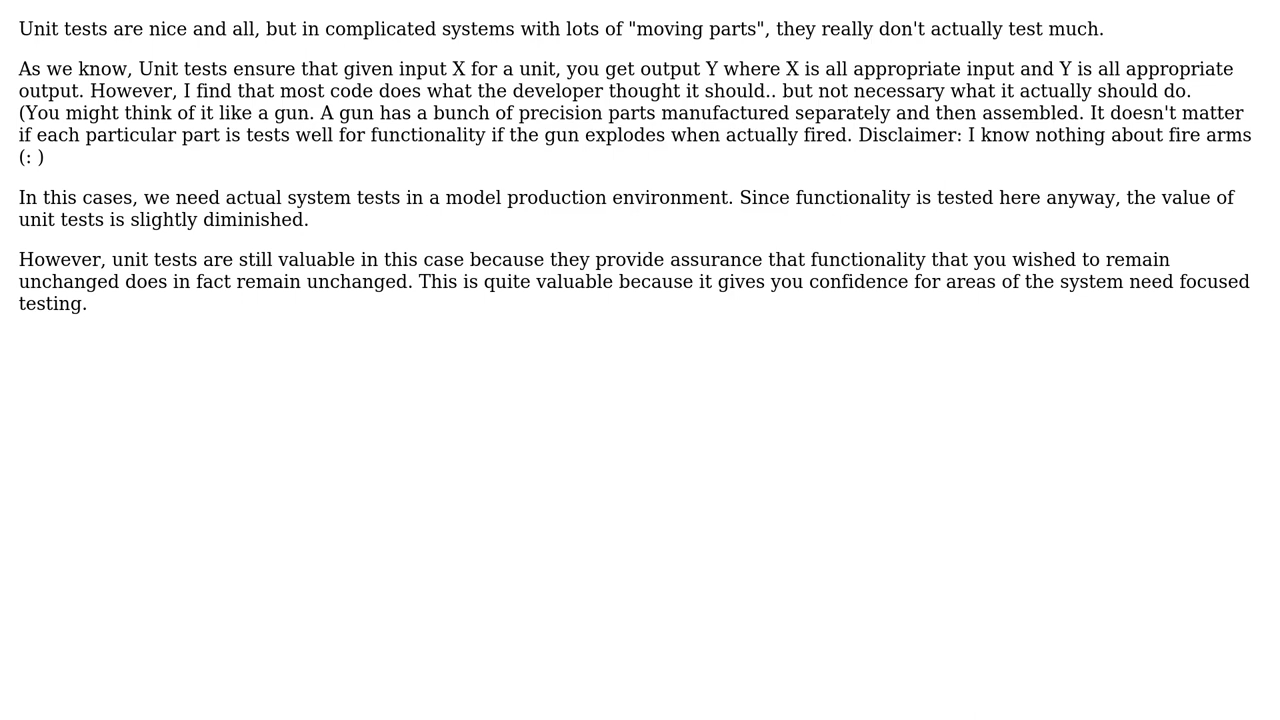 Unit tests are nice and all, but in complicated systems with lots of "moving parts", they really don't actually test much.
As we know, Unit tests ensure that given input X for a unit, you get output Y where X is all appropriate input and Y is all appropriate
output. However, I find that most code does what the developer thought it should.. but not necessary what it actually should do.
(You might think of it like a gun. A gun has a bunch of precision parts manufactured separately and then assembled. It doesn't matter
if each particular part is tests well for functionality if the gun explodes when actually fired. Disclaimer: I know nothing about fire arms
(: )
In this cases, we need actual system tests in a model production environment. Since functionality is tested here anyway, the value of
unit tests is slightly diminished.
However, unit tests are still valuable in this case because they provide assurance that functionality that you wished to remain
unchanged does in fact remain unchanged. This is quite valuable because it gives you confidence for areas of the system need focused
testing.